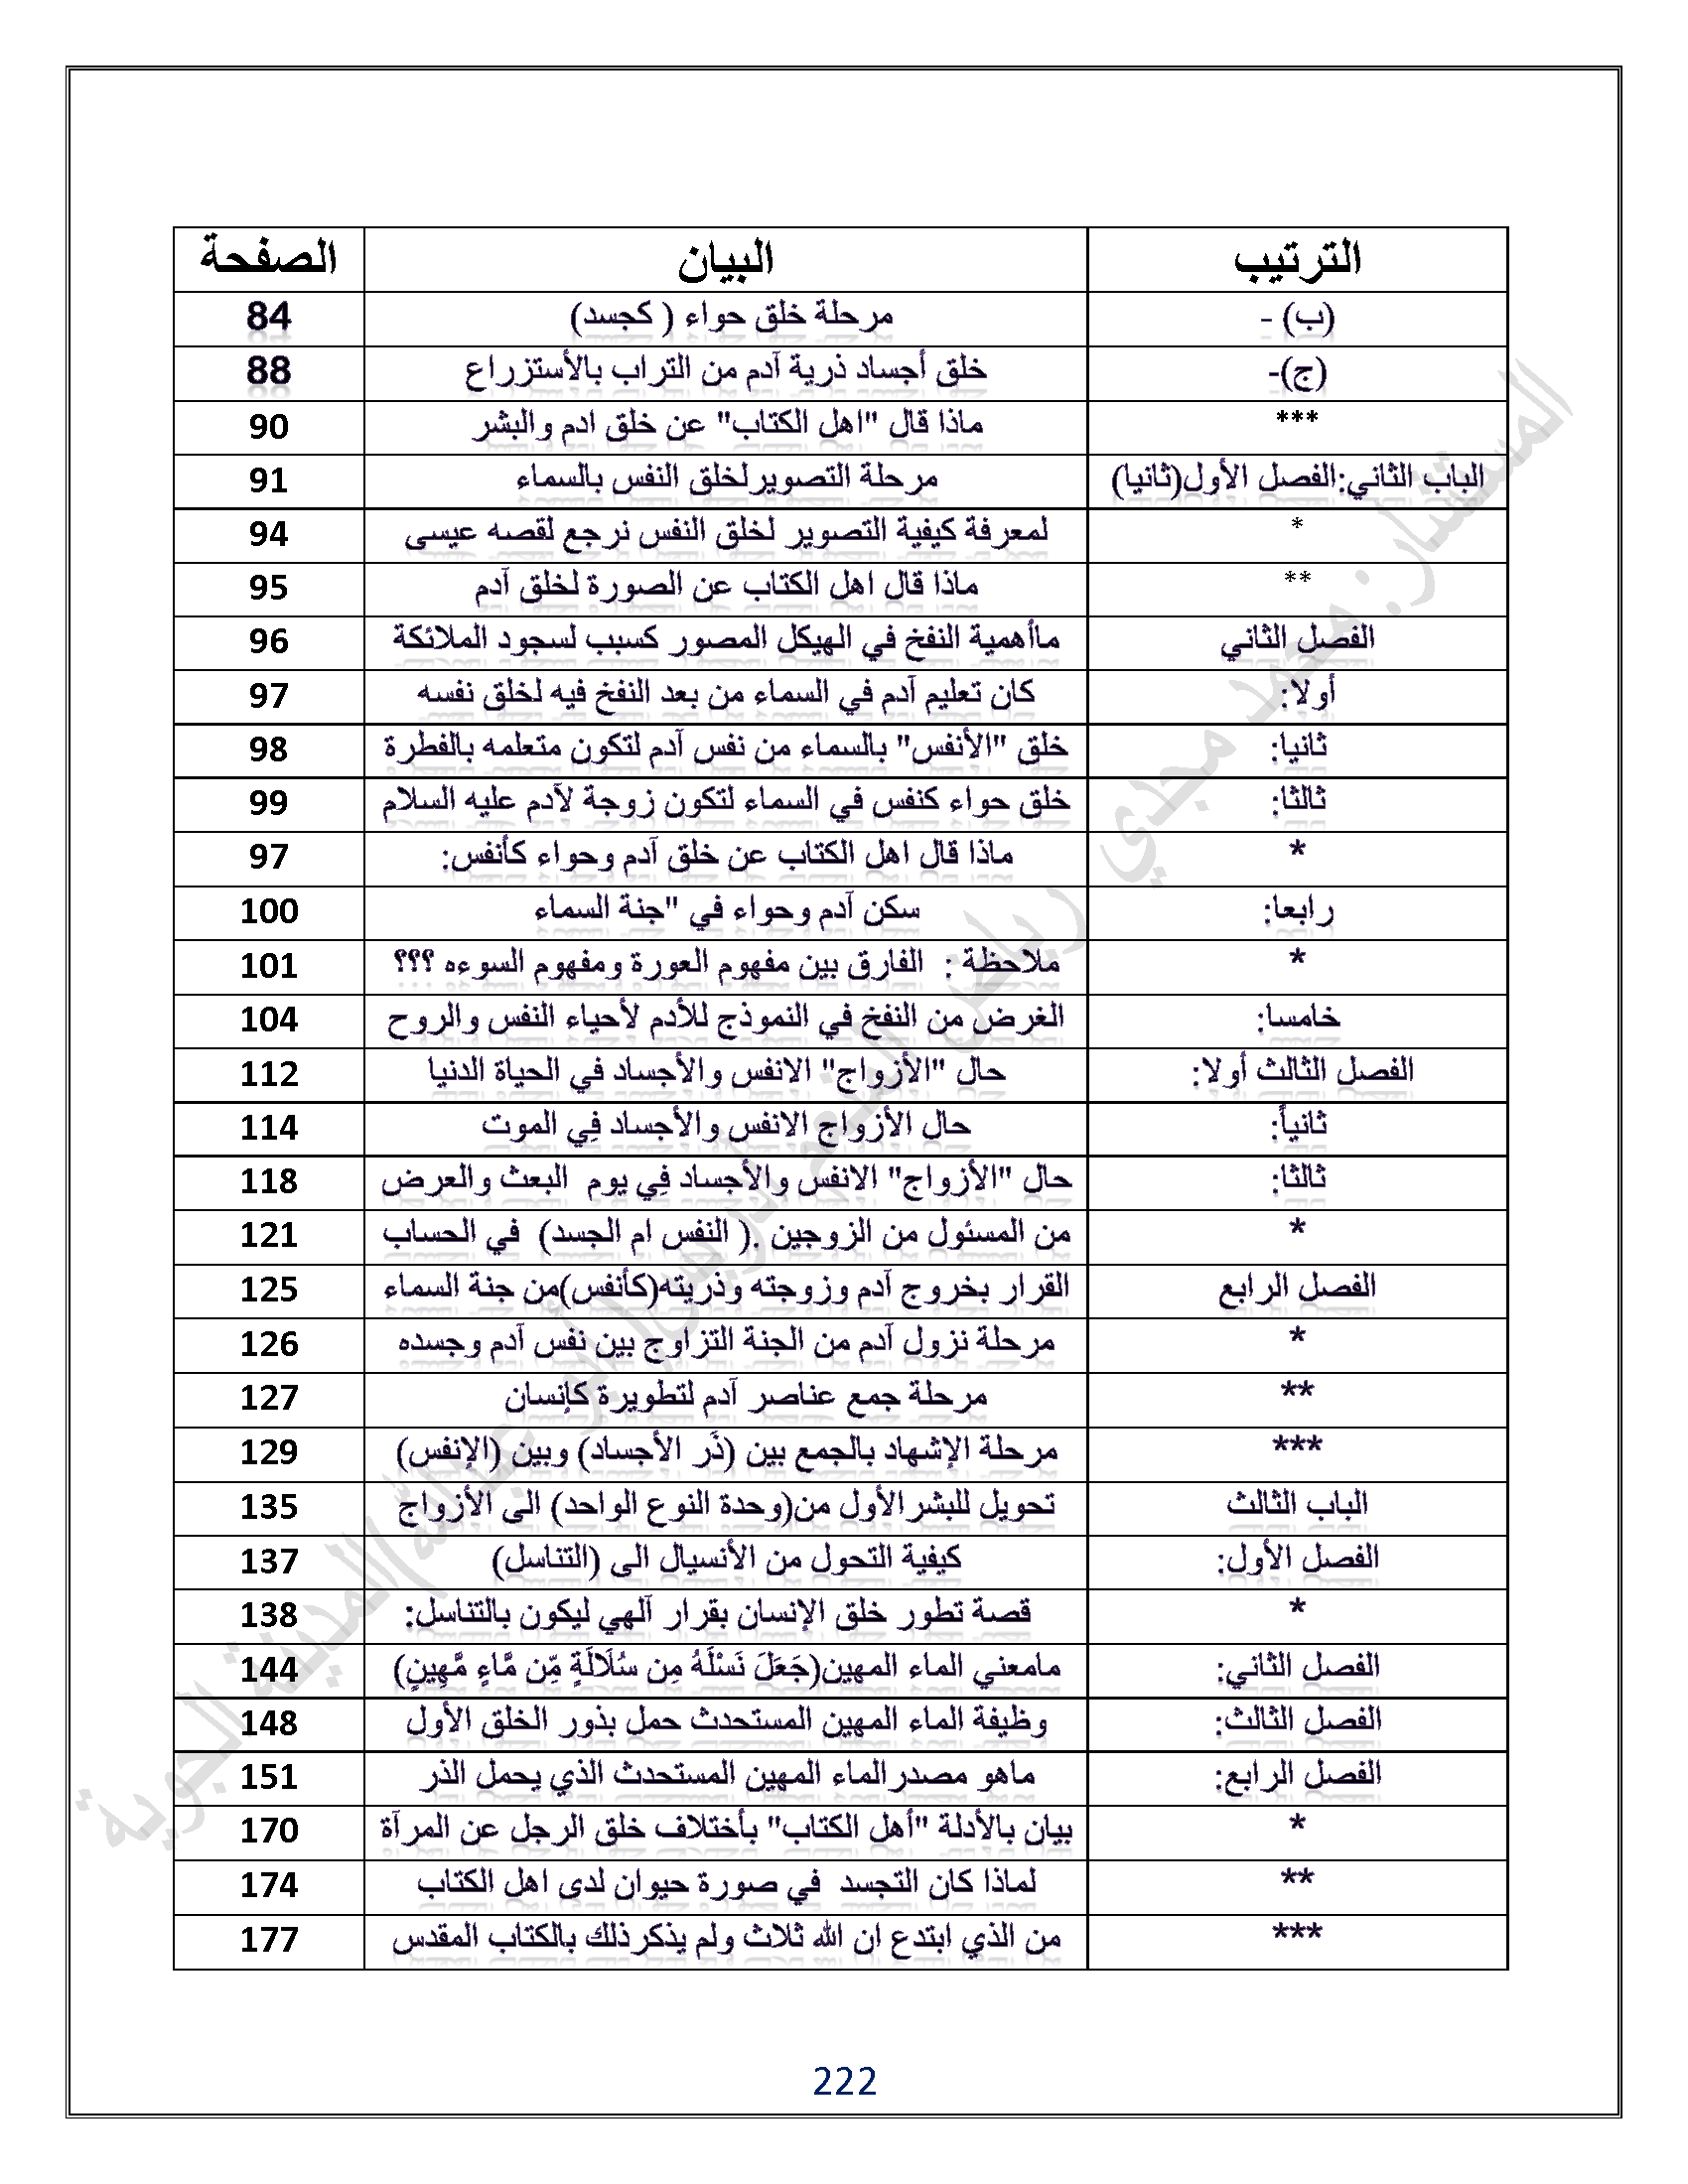 الترتيب البيان الصفحة
(ب) - مرحلة خلق حواء ( كجسد) 84
(ج)- خلق أجساد ذرية آدم من التراب بالأستزراع 88
*** ماذا قال "اهل الكتاب" عن خلق ادم والبشر 90
الباب الثاني:الفصل الأول(ثانيا) مرحلة التصويرلخلق النفس بالسماء 91
* لمعرفة كيفية التصوير لخلق النفس نرجع لقصه عيسى 94
** ماذا قال اهل الكتاب عن الصورة لخلق آدم 95
الفصل الثاني ماأهمية النفخ في الهيكل المصور كسبب لسجود الملائكة 96
أولا: كان تعليم آدم في السماء من بعد النفخ فيه لخلق نفسه 97
ثانيا: خلق "الأنفس" بالسماء من نفس آدم لتكون متعلمه بالفطرة 98
ثالثا: خلق حواء كنفس في السماء لتكون زوجة لآدم عليه السلام 99
* ماذا قال اهل الكتاب عن خلق آدم وحواء كأنفس: 97
رابعا: سكن آدم وحواء في "جنة السماء 100
* ملاحظة : الفارق بين مفهوم العورة ومفهوم السوءه ؟؟؟ 101
خامسا: الغرض من النفخ في النموذج للأدم لأحياء النفس والروح 104
الفصل الثالث أولا: حال "الأزواج" الانفس والأجساد في الحياة الدنيا 112
ثانياً: حال الأزواج الانفس والأجساد فِي الموت 114
ثالثا: حال "الأزواج" الانفس والأجساد فِي يوم البعث والعرض 118
* من المسئول من الزوجين .( النفس ام الجسد) في الحساب 121
الفصل الرابع القرار بخروج آدم وزوجته وذريته(كأنفس)من جنة السماء 125
* مرحلة نزول آدم من الجنة التزاوج بين نفس آدم وجسده 126
** مرحلة جمع عناصر آدم لتطويرة كإنسان 127
*** مرحلة الإشهاد بالجمع بين (ذَر الأجساد) وبين (الإنفس) 129
الباب الثالث تحويل للبشرالأول من(وحدة النوع الواحد) الى الأزواج 135
الفصل الأول: كيفية التحول من الأنسيال الى (التناسل) 137
* قصة تطور خلق الإنسان بقرار آلهي ليكون بالتناسل: 138
الفصل الثاني: مامعني الماء المهين(جَعَلَ نَسْلَهُ مِن سُلَالَةٍ مِّن مَّاءٍ مَّهِينٍ) 144
الفصل الثالث: وظيفة الماء المهين المستحدث حمل بذور الخلق الأول 148
الفصل الرابع: ماهو مصدرالماء المهين المستحدث الذي يحمل الذر 151
* بيان بالأدلة "أهل الكتاب" بأختلاف خلق الرجل عن المرآة 170
** لماذا كان التجسد في صورة حيوان لدى اهل الكتاب 174
*** من الذي ابتدع ان الله ثلاث ولم يذكرذلك بالكتاب المقدس 177
222